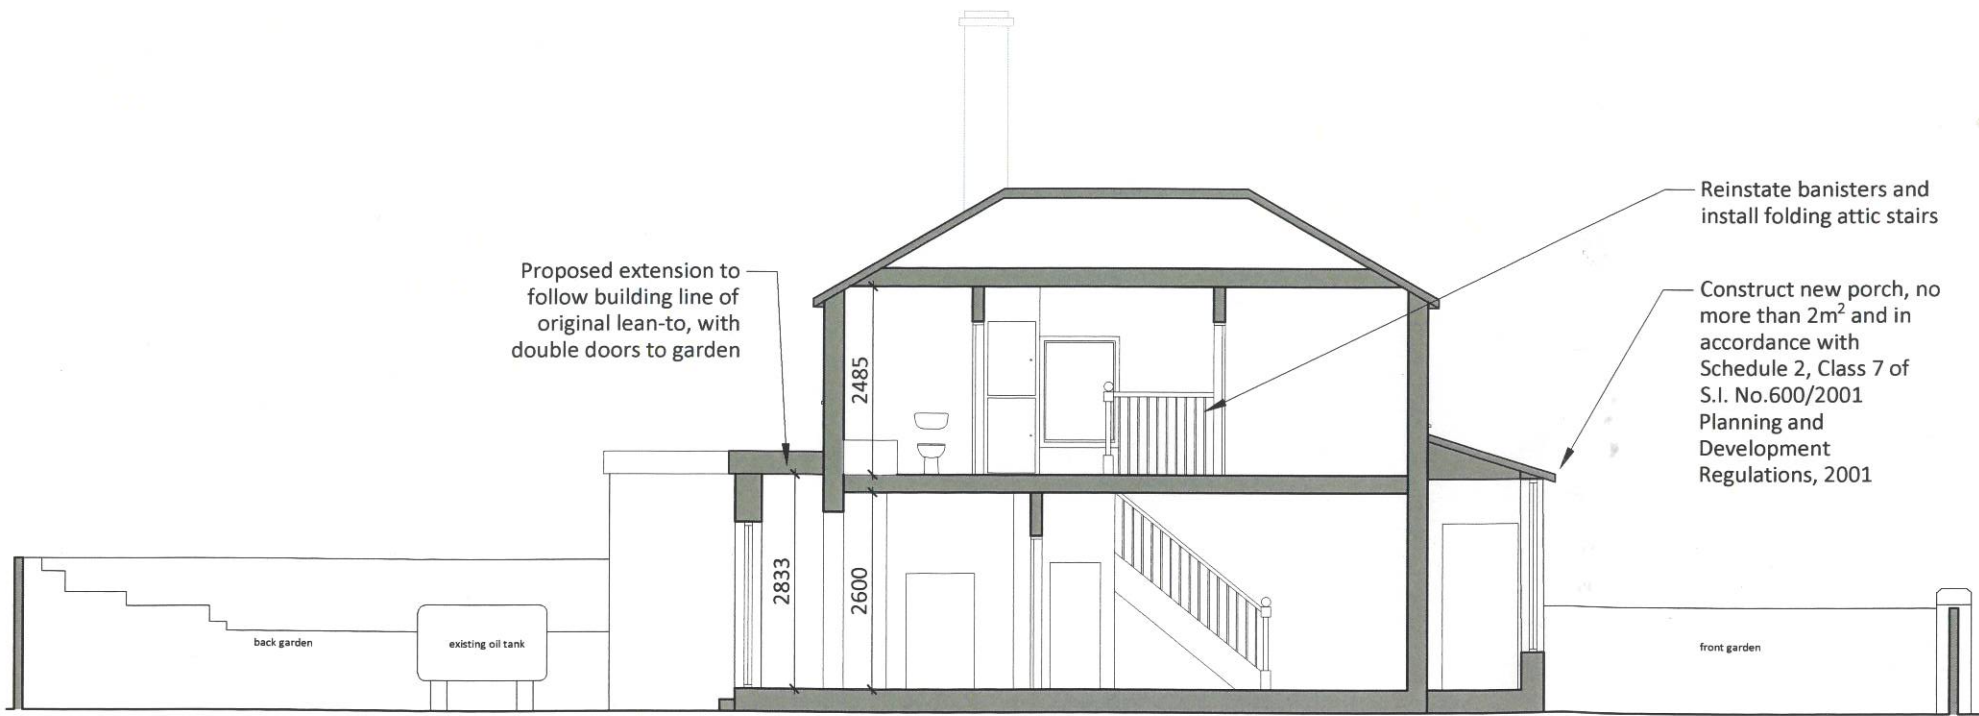 Reinstate banisters and
install folding attic stairs
Proposed extension to
follow building line of
original lean-to, with
double doors to garden
Construct new porch, no
more than 2m² and in
accordance with
Schedule 2, Class 7 of
S.I. No.600/2001
Planning and
Development
Regulations, 2001
2485
2833
2600
back garden
existing oil tank
front garden